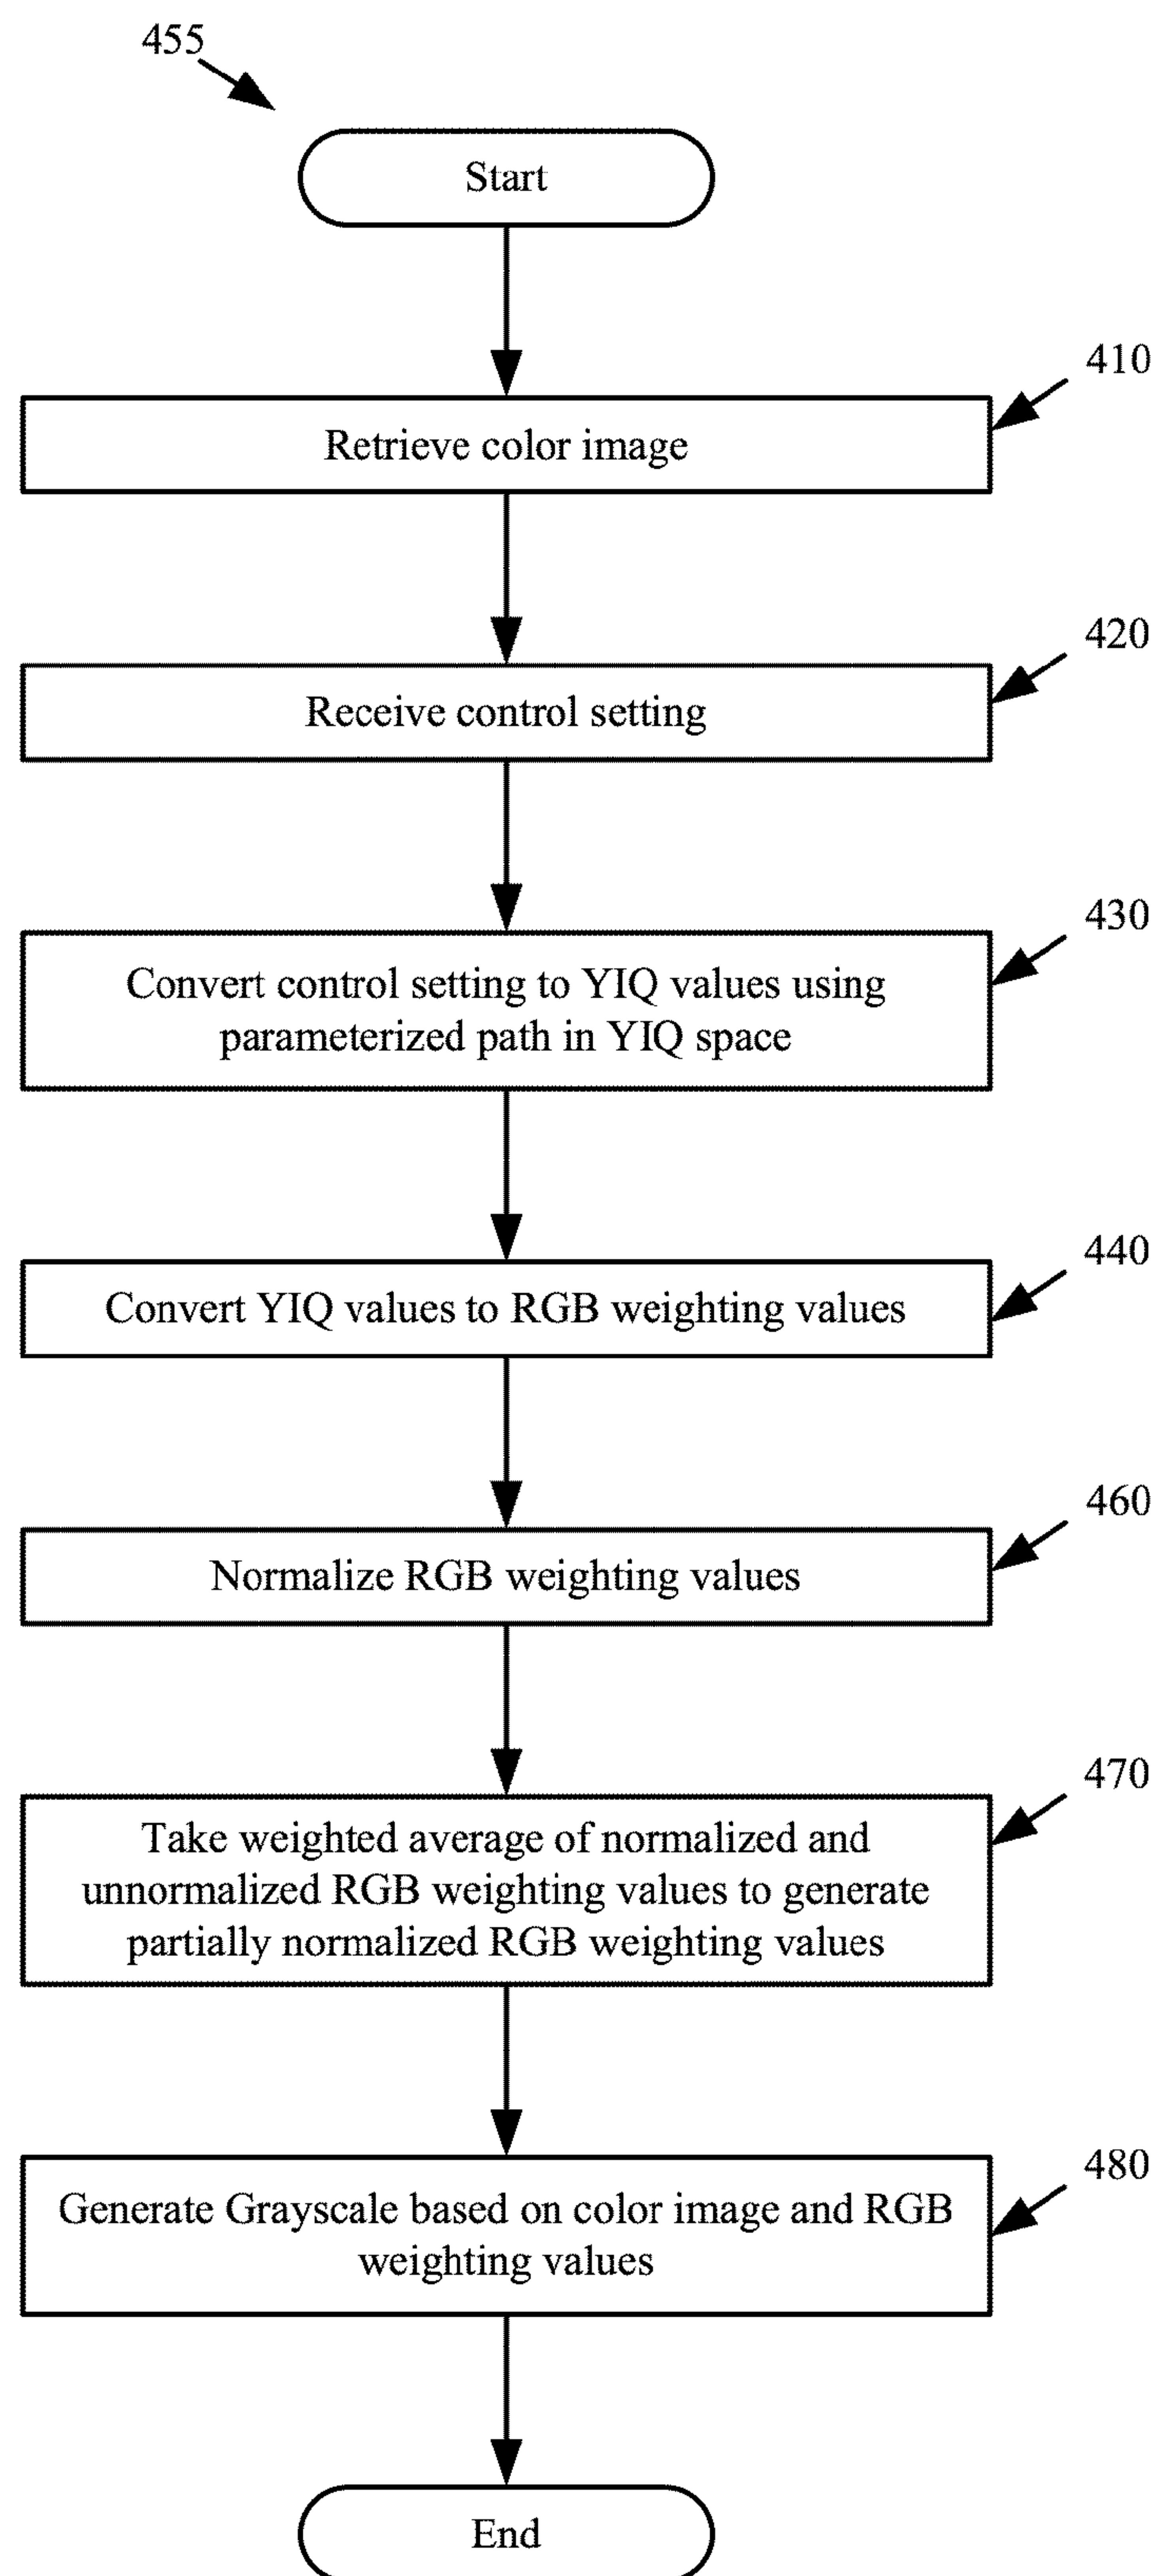 455
Start
410
Retrieve color image
420
Receive control setting
430
Convert control setting to YIQ values using
parameterized path in YIQ space
440
Convert YIQ values to RGB weighting values
460
Normalize RGB weighting values
470
Take weighted average of normalized and
unnormalized RGB weighting values to generate
partially normalized RGB weighting values
480
Generate Grayscale based on color image and RGB
weighting values
End